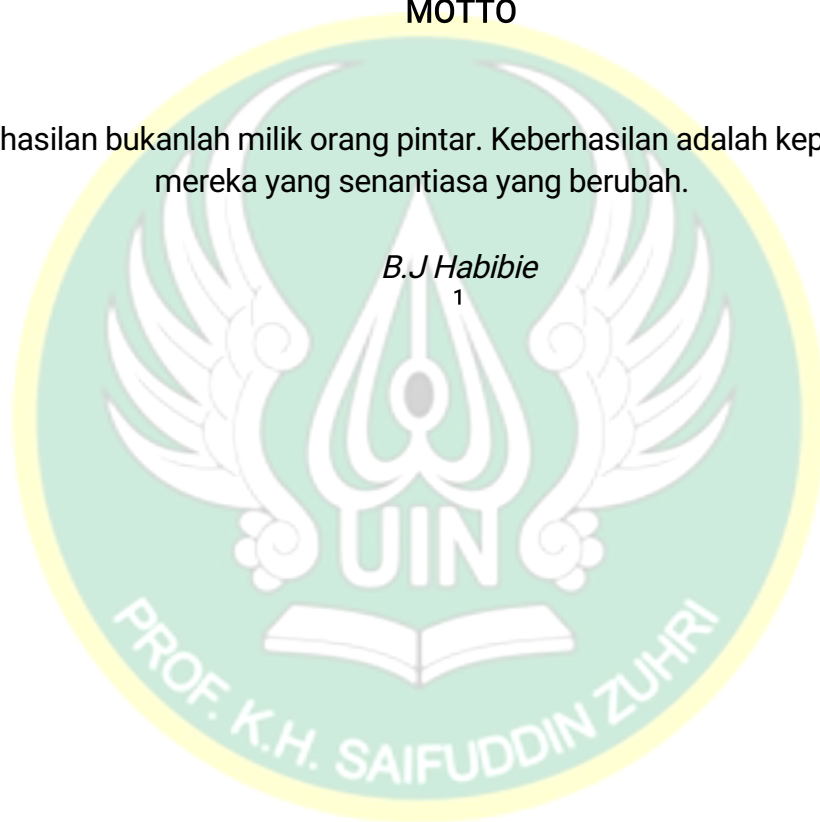 MOTTO
hasilan bukanlah milik orang pintar. Keberhasilan adalah kep
mereka yang senantiasa yang berubah.
B.J Habibie
1
UIN
PROF. K.H. SAIFUDDIN ZUHRI